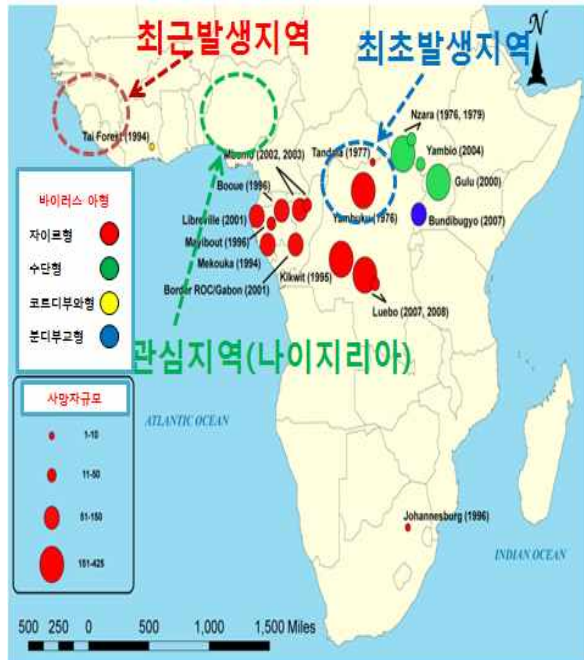 최근발생지역
최초발생지역
N
Tai Forest (1994)
Nzara (1976, 1979)
Mbomo (2002, 2003)
Tandala (1977)
Yambio (2004)
Booue (1996)
Gulu (2000)
Libreville (2001)
Yambuku (1976)
Bundibugyo (2007)
Mayibout (1996)
Mekouka (1994)
Kikwit (1995)
Border ROC/Gabon (2001)
Luebo (2007, 2008)
바이러스 아형
자이르형
수단형
코트디부와형
분디부교형
관심지역(나이지리아)
사망자규모
1-10
11-50
51-150
151-425
ATLANTIC OCEAN
Johannesburg (1996)
INDIAN OCEAN
500 250 0 500 1,000 1,500 Miles